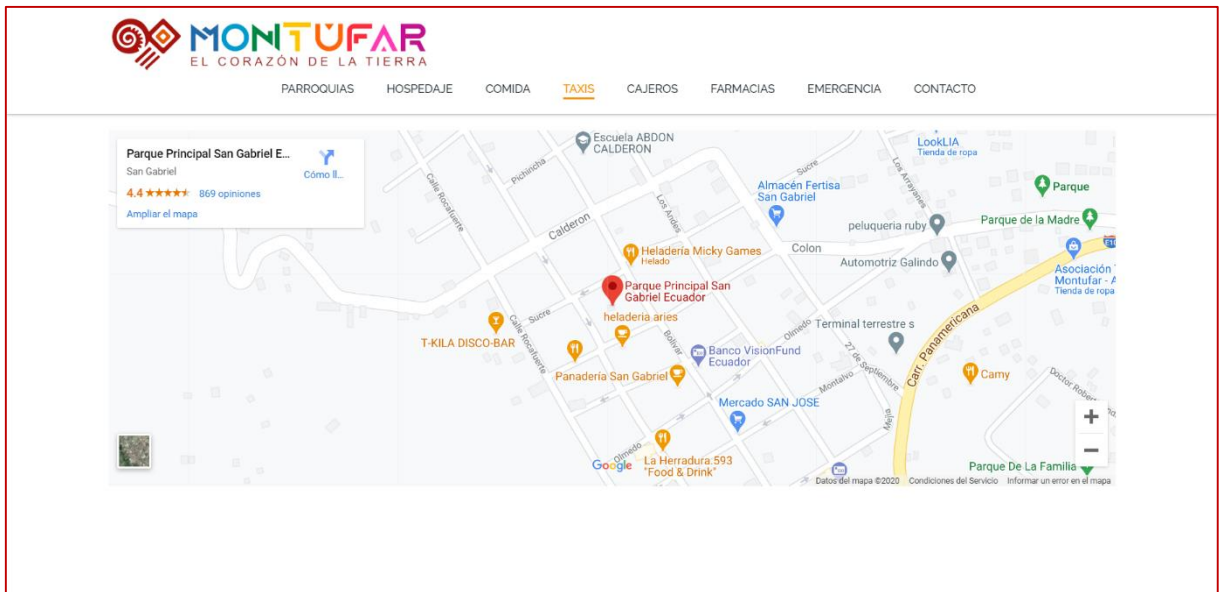 MONTÚFAR
EL CORAZÓN DE LA TIERRA
PARROQUIAS HOSPEDAJE COMIDA TAXIS CAJEROS FARMACIAS EMERGENCIA CONTACTO
Parque Principal San Gabriel E...
San Gabriel
Cómo ll...
4.4 869 opiniones
Ampliar el mapa
Escuela ABDON
CALDERON
LookLIA
Tienda de ropa
Pichincha
Sucre
Los Arrayanes
Calle Rocafuerte
Almacén Fertisa
San Gabriel
Los Andes
Parque
Calderon
peluqueria ruby
Parque de la Madre
Heladería Micky Games
Helado
Colon
Automotriz Galindo
E10
Asociación
Montufar - A
Tienda de ropa
Parque Principal San
Gabriel Ecuador
heladeria aries
Sucre
Calle Rocafuerte
T-KILA DISCO-BAR
Bolívar
Olmedo
Terminal terrestre s
Carr. Panamericana
Banco VisionFund
Ecuador
27 de Septiembre
Panadería San Gabriel
Montalvo
Camy
Doctor Robe
Mercado SAN JOSE
Mejia
+
−
Olmedo
La Herradura.593
"Food & Drink"
Google
Parque De La Familia
Datos del mapa ©2020 Condiciones del Servicio Informar un error en el mapa